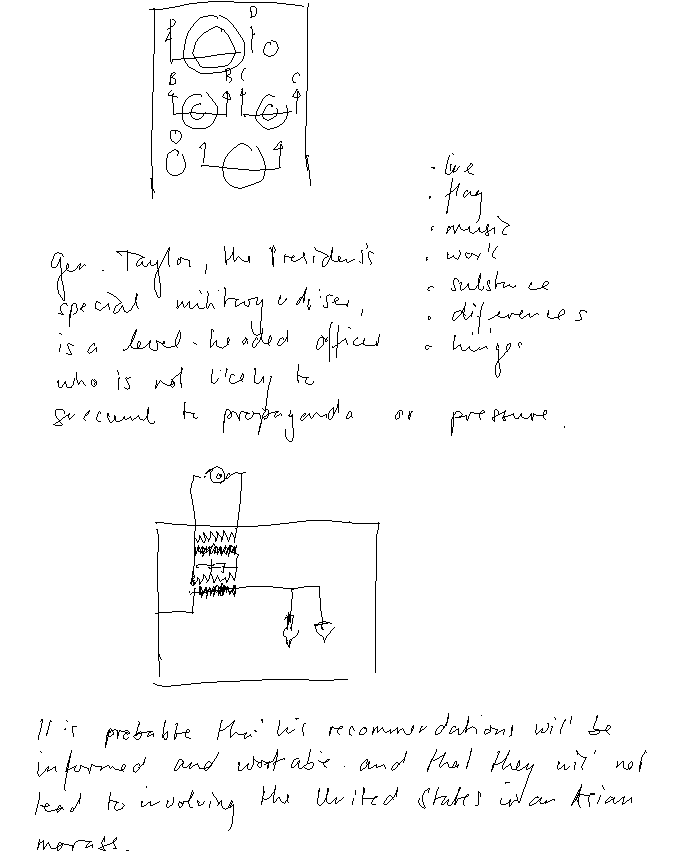 D
D
B
B
C
C
Gen. Taylor, the President's
special military adviser,
is a level-headed officer
who is not likely to
succumb to propaganda or pressure.
· love
· flag
· music
· work
· substance
· differences
· hinges
It is probable that his recommendations will be
informed and workable and that they will not
lead to involving the United States in an Asian
morass.